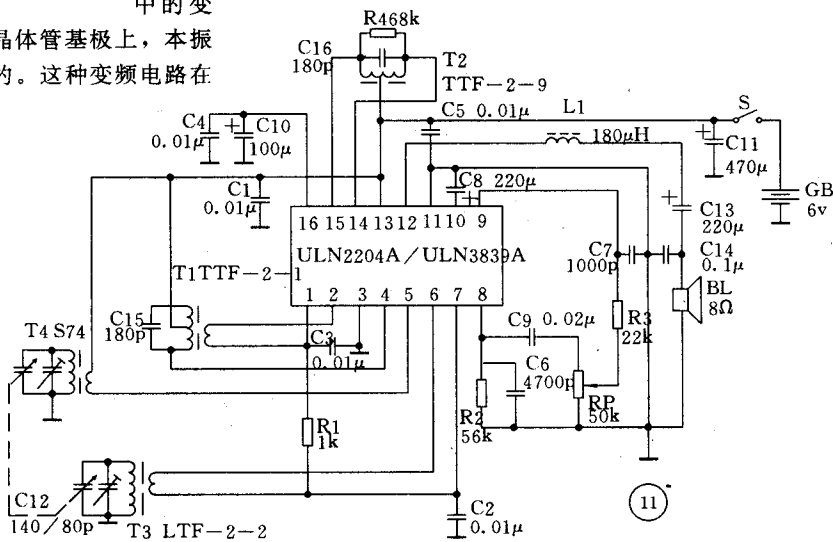 中的变
晶体管基极上，本振
的。这种变频电路在
R468k
C16
180p
T2
TTF-2-9
C4
0.01μ
C10
100μ
C5 0.01μ
L1
180μH
S
C11
470μ
GB
6v
C1
0.01μ
C8 220μ
C13
220μ
16 15 14 13 12 11 10 9
ULN2204A/ULN3839A
1 2 3 4 5 6 7 8
C7
1000p
C14
0.1μ
T1TTF-2-1
BL
8Ω
C15
180p
C3
0.01μ
C9 0.02μ
R3
22k
T4 S74
C6
4700p
RP
50k
R2
56k
R1
1k
C12
140/80p
T3 LTF-2-2
C2
0.01μ
11